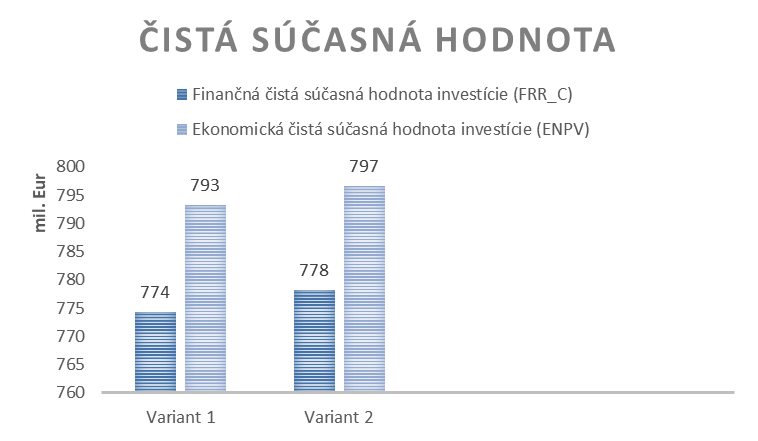 ČISTÁ SÚČASNÁ HODNOTA
Finančná čistá súčasná hodnota investície (FRR_C)
Ekonomická čistá súčasná hodnota investície (ENPV)
mil. Eur
800
795
790
785
780
775
770
765
760
774
793
778
797
Variant 1
Variant 2